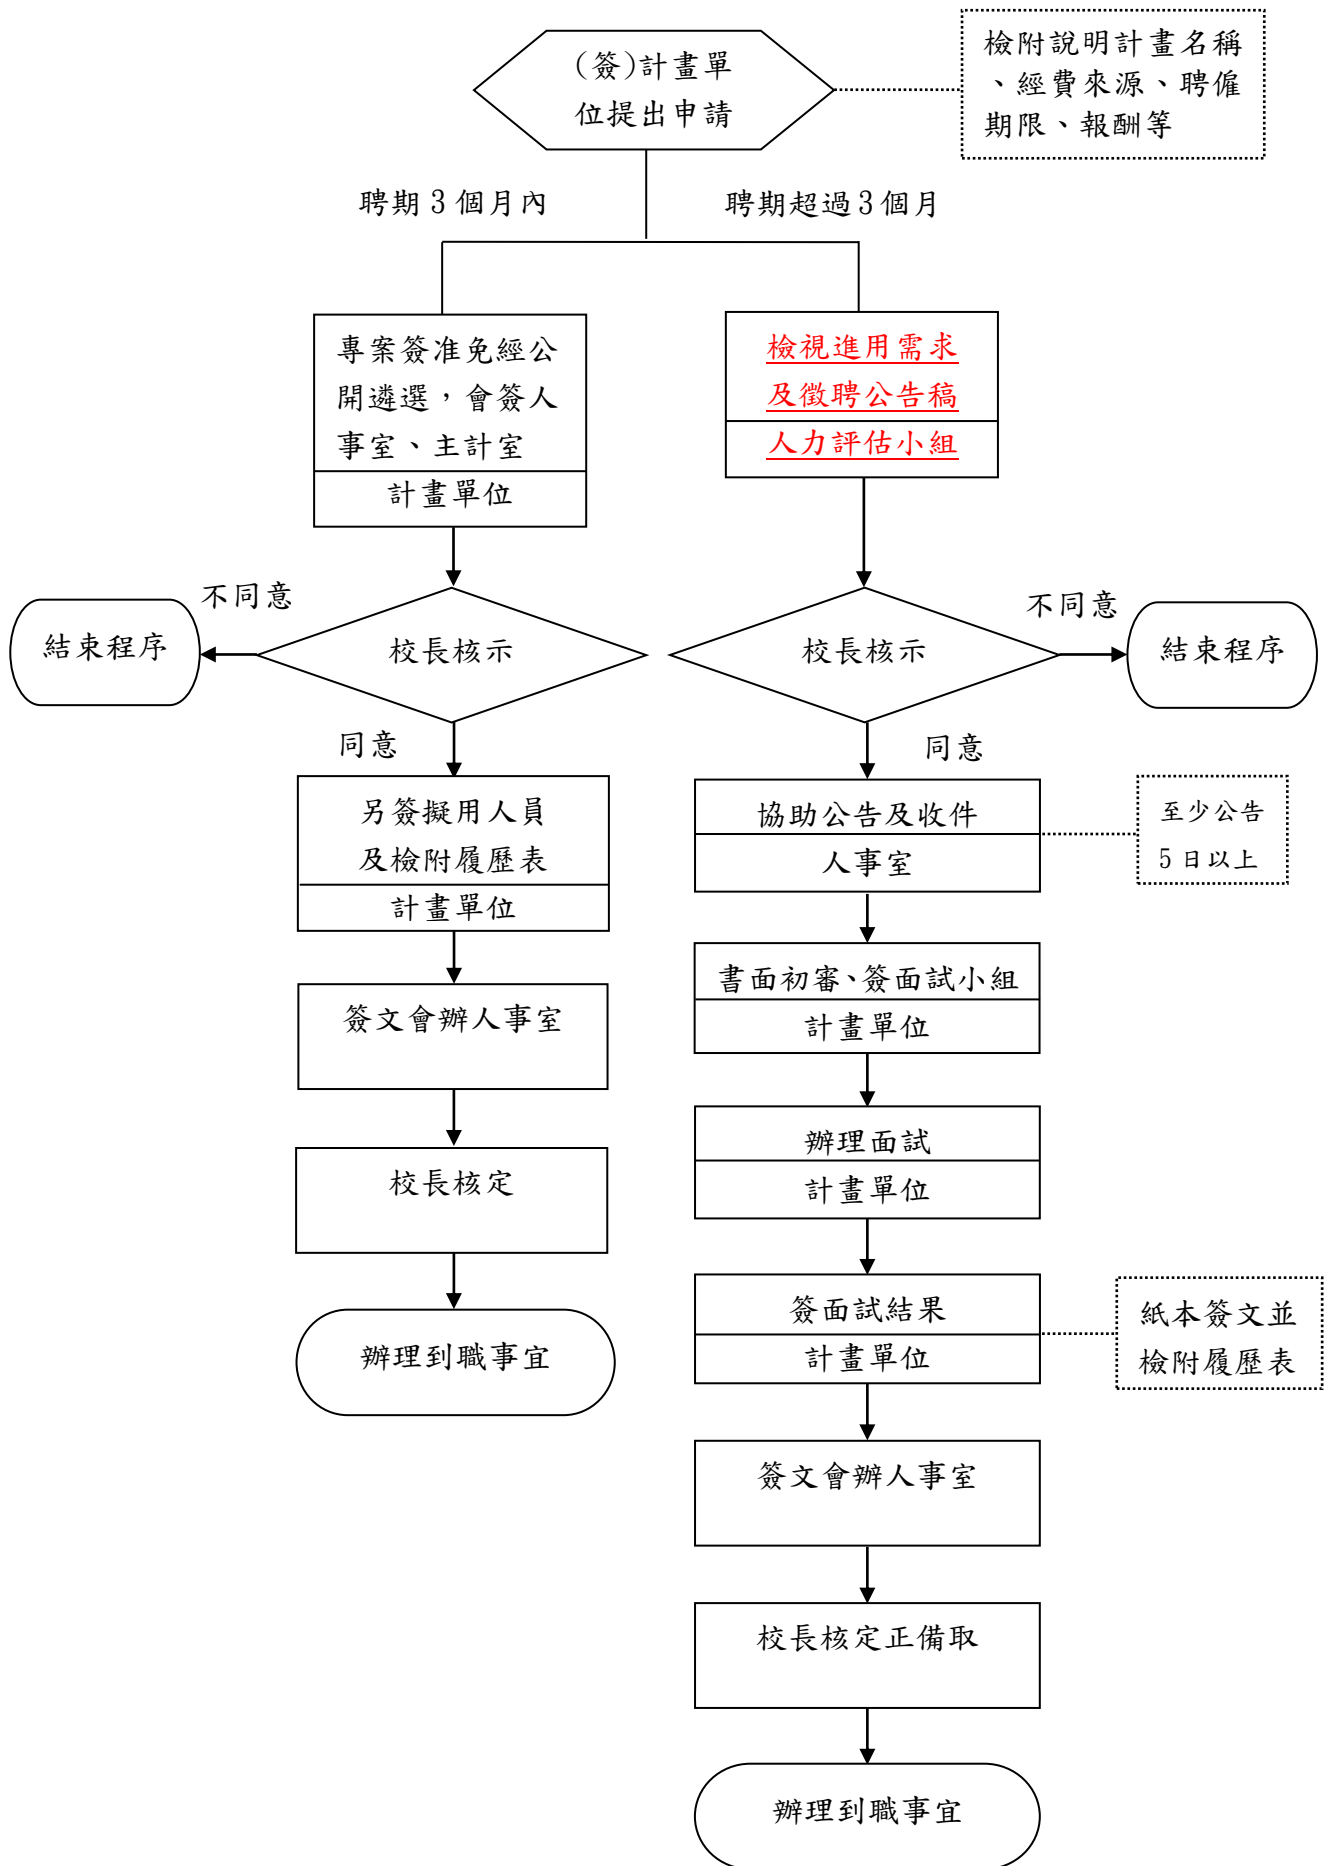 (簽)計畫單
位提出申請
檢附說明計畫名稱
、經費來源、聘僱
期限、報酬等
聘期3個月內
聘期超過3個月
專案簽准免經公
開遴選，會簽人
事室、主計室
計畫單位
檢視進用需求
及徵聘公告稿
人力評估小組
不同意
結束程序
校長核示
校長核示
不同意
結束程序
同意
同意
另簽擬用人員
及檢附履歷表
計畫單位
協助公告及收件
人事室
至少公告
5日以上
簽文會辦人事室
書面初審、簽面試小組
計畫單位
校長核定
辦理面試
計畫單位
辦理到職事宜
簽面試結果
計畫單位
紙本簽文並
檢附履歷表
簽文會辦人事室
校長核定正備取
辦理到職事宜